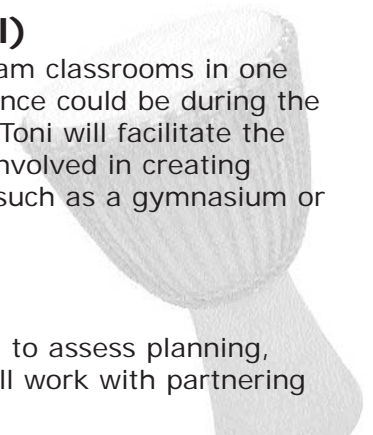 l)
am classrooms in one
nce could be during the
Toni will facilitate the
nvolved in creating
such as a gymnasium or
to assess planning,
ll work with partnering